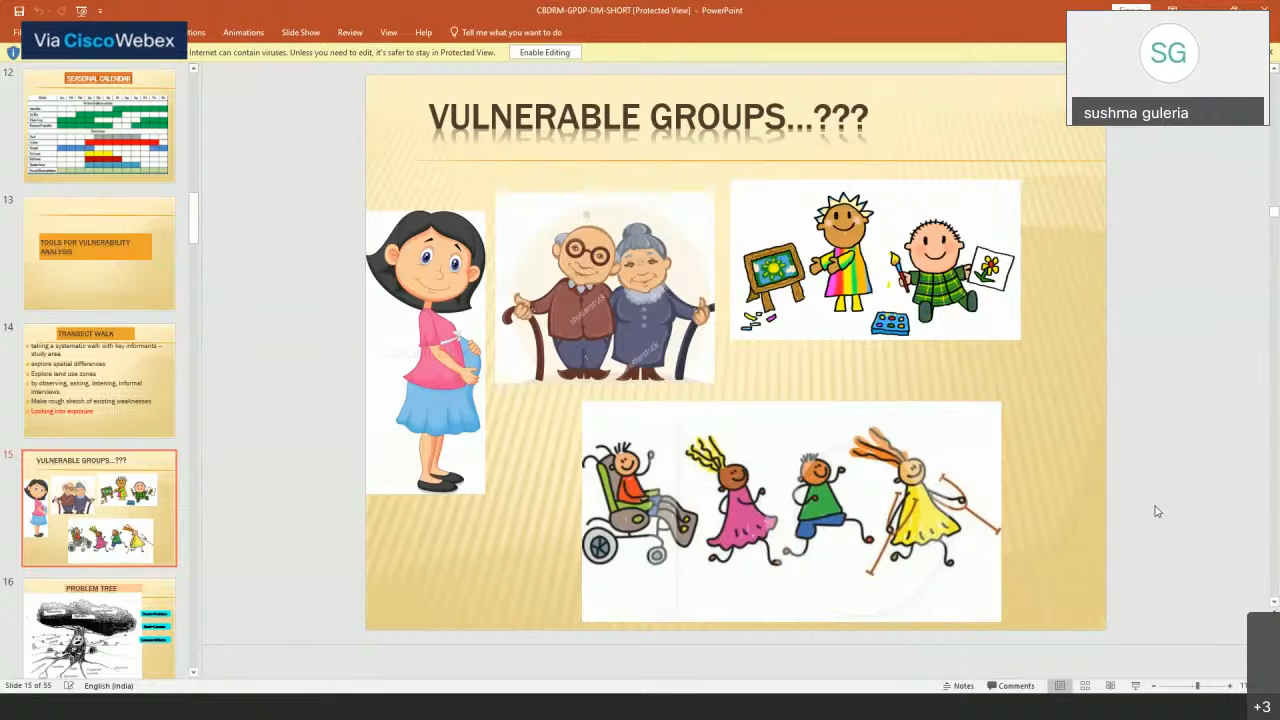 CBDRM-GPDP-DM-SHORT [Protected View] - PowerPoint
Via CiscoWebex
Animations
Slide Show
Review
View
Help
Tell me what you want to do
Internet can contain viruses. Unless you need to edit, it's safer to stay in Protected View.
Enable Editing
SG
sushma guleria
12
SEASONAL CALENDAR
13
TOOLS FOR VULNERABILITY
ANALYSIS
14
TRANSECT WALK
taking a systematic walk with key informants –
study area
explore spatial differences
Explore land use zones
by observing, asking, listening, informal
interviews
Make rough sketch of existing weaknesses
Looking into exposure
15
VULNERABLE GROUPS...???
16
PROBLEM TREE
VULNERABLE GROUPS...???
shutterstock
Slide 15 of 55
English (India)
Notes
Comments
+3